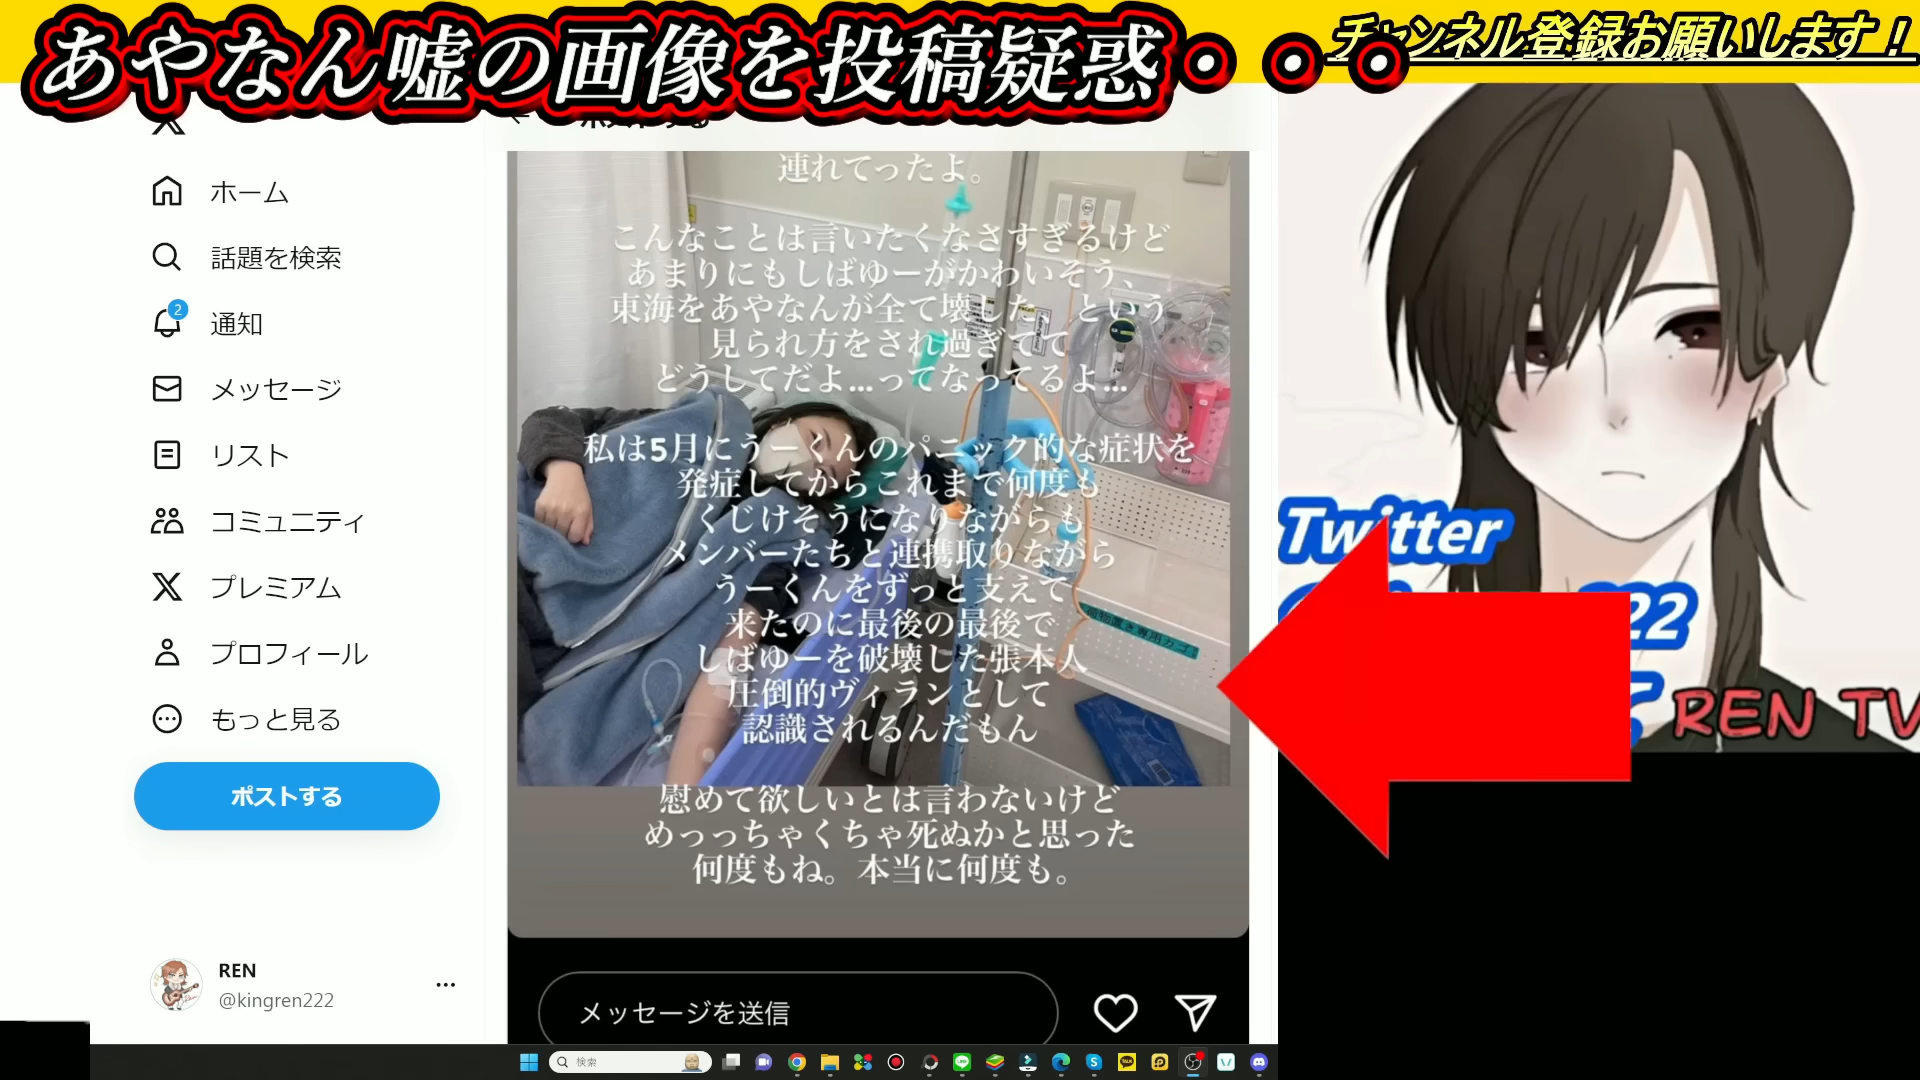 あやなん嘘の画像を投稿疑惑・・・
チャンネル登録お願いします！
ホーム
話題を検索
2
通知
メッセージ
リスト
コミュニティ
プレミアム
プロフィール
もっと見る
ポストする
REN
@kingren222
連れてったよ。
こんなことは言いたくなさすぎるけど
あまりにもしばゆーがかわいそう、
東海をあやなんが全て壊した、という
見られ方をされ過ぎてて
どうしてだよ...ってなってるよ...
私は5月にうーくんのパニック的な症状を
発症してからこれまで何度も
くじけそうになりながらも
メンバーたちと連携取りながら
うーくんをずっと支えて
来たのに最後の最後で
しばゆーを破壊した張本人
圧倒的ヴィランとして
認識されるんだもん
慰めて欲しいとは言わないけど
めっっちゃくちゃ死ぬかと思った
何度もね。本当に何度も。
メッセージを送信
Twitter
22
REN TV
検索